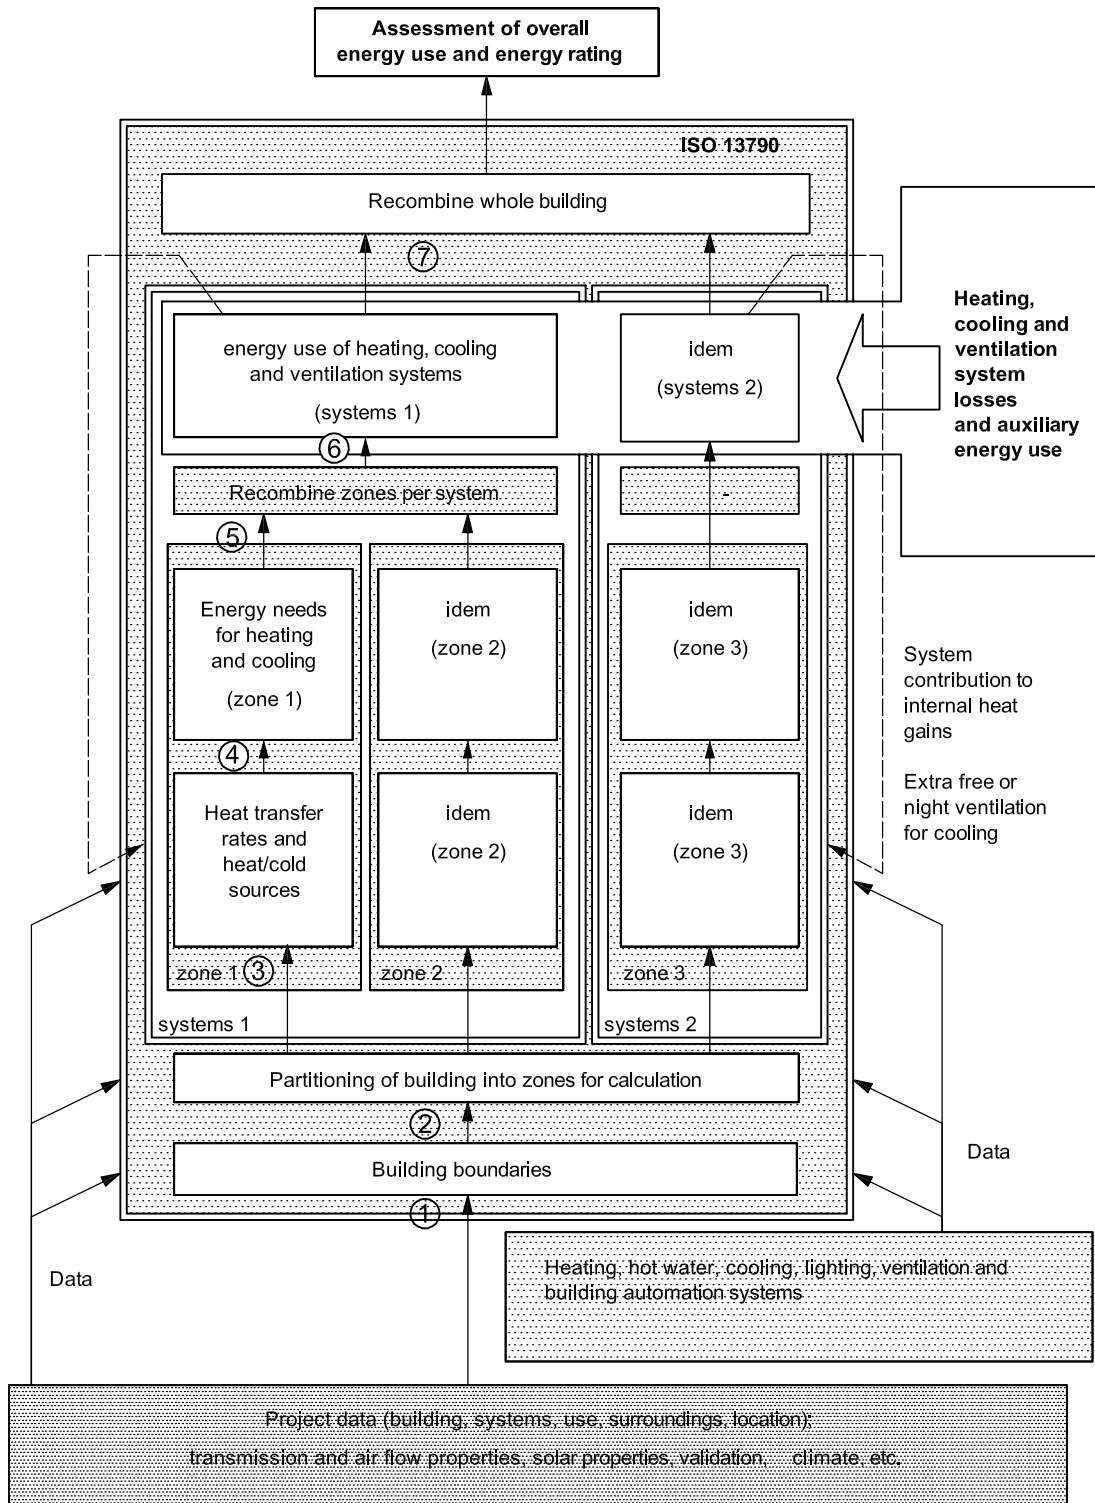 Assessment of overall
energy use and energy rating
ISO 13790
Recombine whole building
7
Heating,
cooling and
ventilation
system
losses
and auxiliary
energy use
energy use of heating, cooling
and ventilation systems
(systems 1)
idem
(systems 2)
6
Recombine zones per system
-
5
Energy needs
for heating
and cooling
(zone 1)
idem
(zone 2)
idem
(zone 3)
System
contribution to
internal heat
gains
Extra free or
night ventilation
for cooling
4
Heat transfer
rates and
heat/cold
sources
idem
(zone 2)
idem
(zone 3)
zone 1
3
zone 2
zone 3
systems 1
systems 2
Partitioning of building into zones for calculation
2
Building boundaries
Data
1
Data
Heating, hot water, cooling, lighting, ventilation and
building automation systems
Project data (building, systems, use, surroundings, location):
transmission and air flow properties, solar properties, validation, climate, etc.